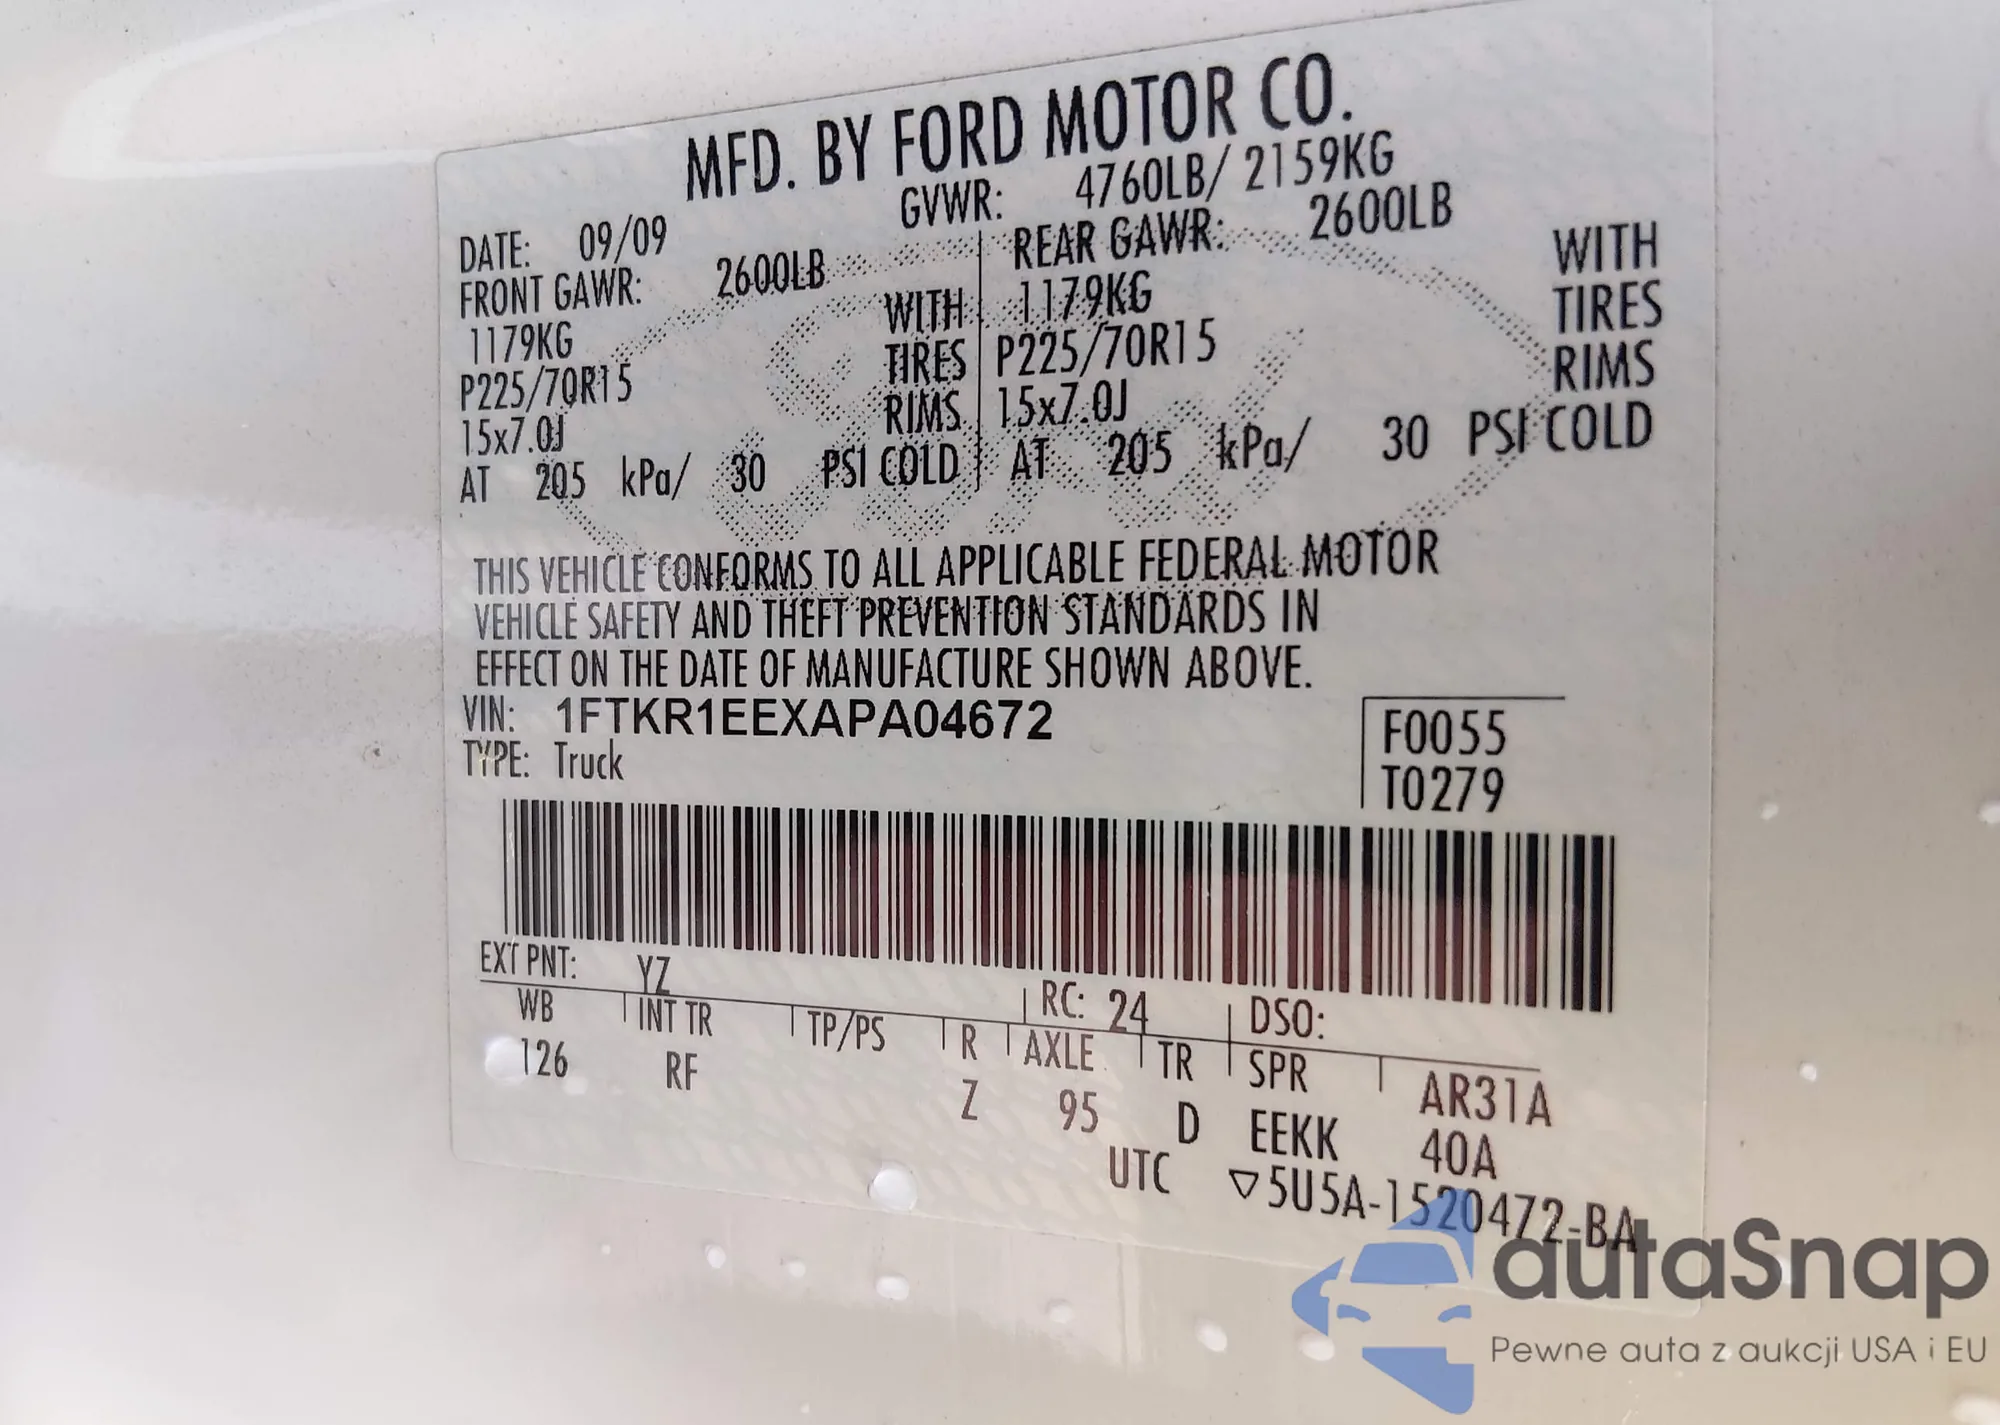 MFD. BY FORD MOTOR CO.
DATE: 09/09 GVWR: 4760LB/ 2159KG
FRONT GAWR: 2600LB REAR GAWR: 2600LB
1179KG WITH 1179KG WITH
P225/70R15 TIRES P225/70R15 TIRES
15x7.0J RIMS 15x7.0J RIMS
AT 205 kPa/ 30 PSI COLD AT 205 kPa/ 30 PSI COLD
THIS VEHICLE CONFORMS TO ALL APPLICABLE FEDERAL MOTOR
VEHICLE SAFETY AND THEFT PREVENTION STANDARDS IN
EFFECT ON THE DATE OF MANUFACTURE SHOWN ABOVE.
VIN: 1FTKR1EEXAPA04672 F0055
TYPE: Truck T0279
EXT PNT: YZ RC: 24 DSO:
WB INT TR TP/PS R AXLE TR SPR AR31A
126 RF Z 95 D EEKK 40A
UTC ▽5U5A-1520472-BA
autaSnap
Pewne auta z aukcji USA i EU